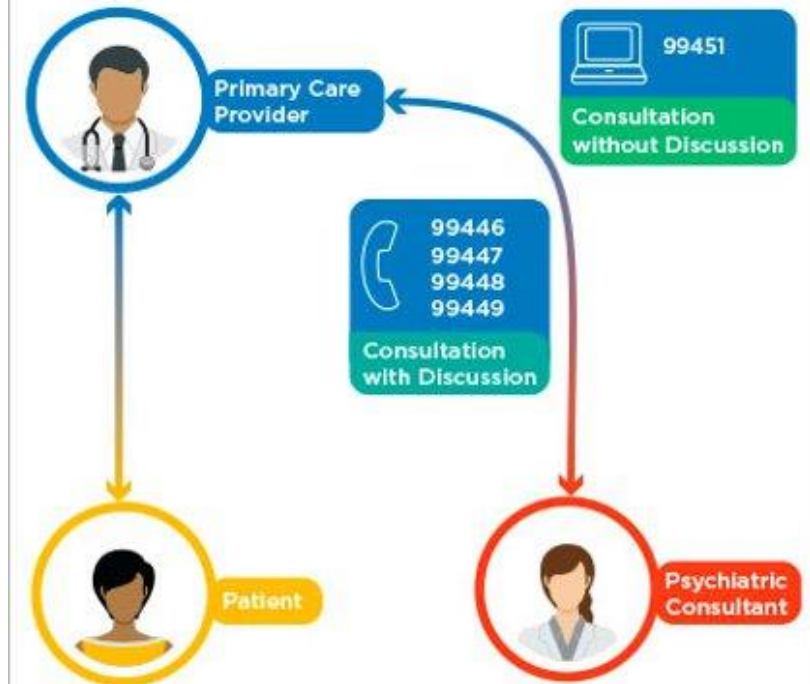 Primary Care
Provider
99451
Consultation
without Discussion
99446
99447
99448
99449
Consultation
with Discussion
Patient
Psychiatric
Consultant